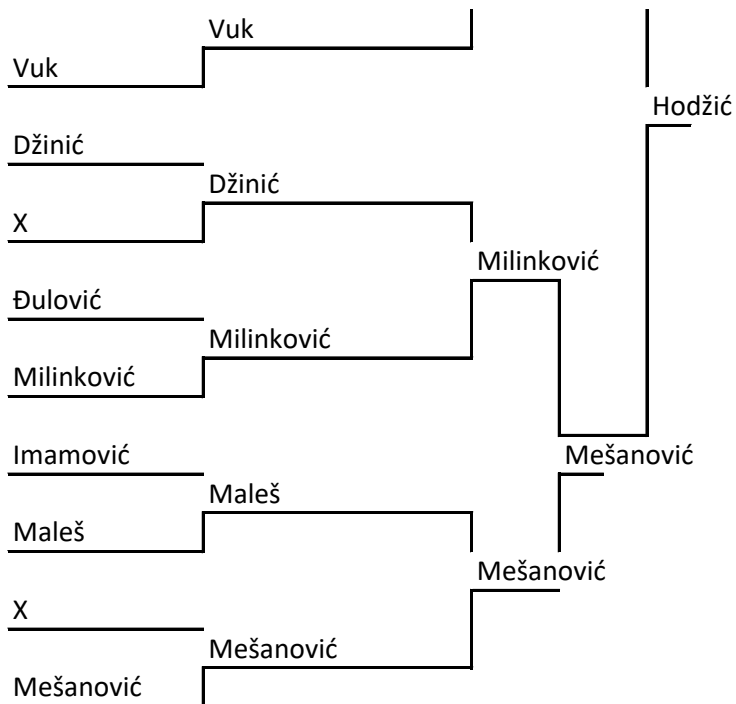 Vuk
Vuk
Hodžić
Džinić
Džinić
X
Milinković
Đulović
Milinković
Milinković
Imamović
Mešanović
Maleš
Maleš
Mešanović
X
Mešanović
Mešanović